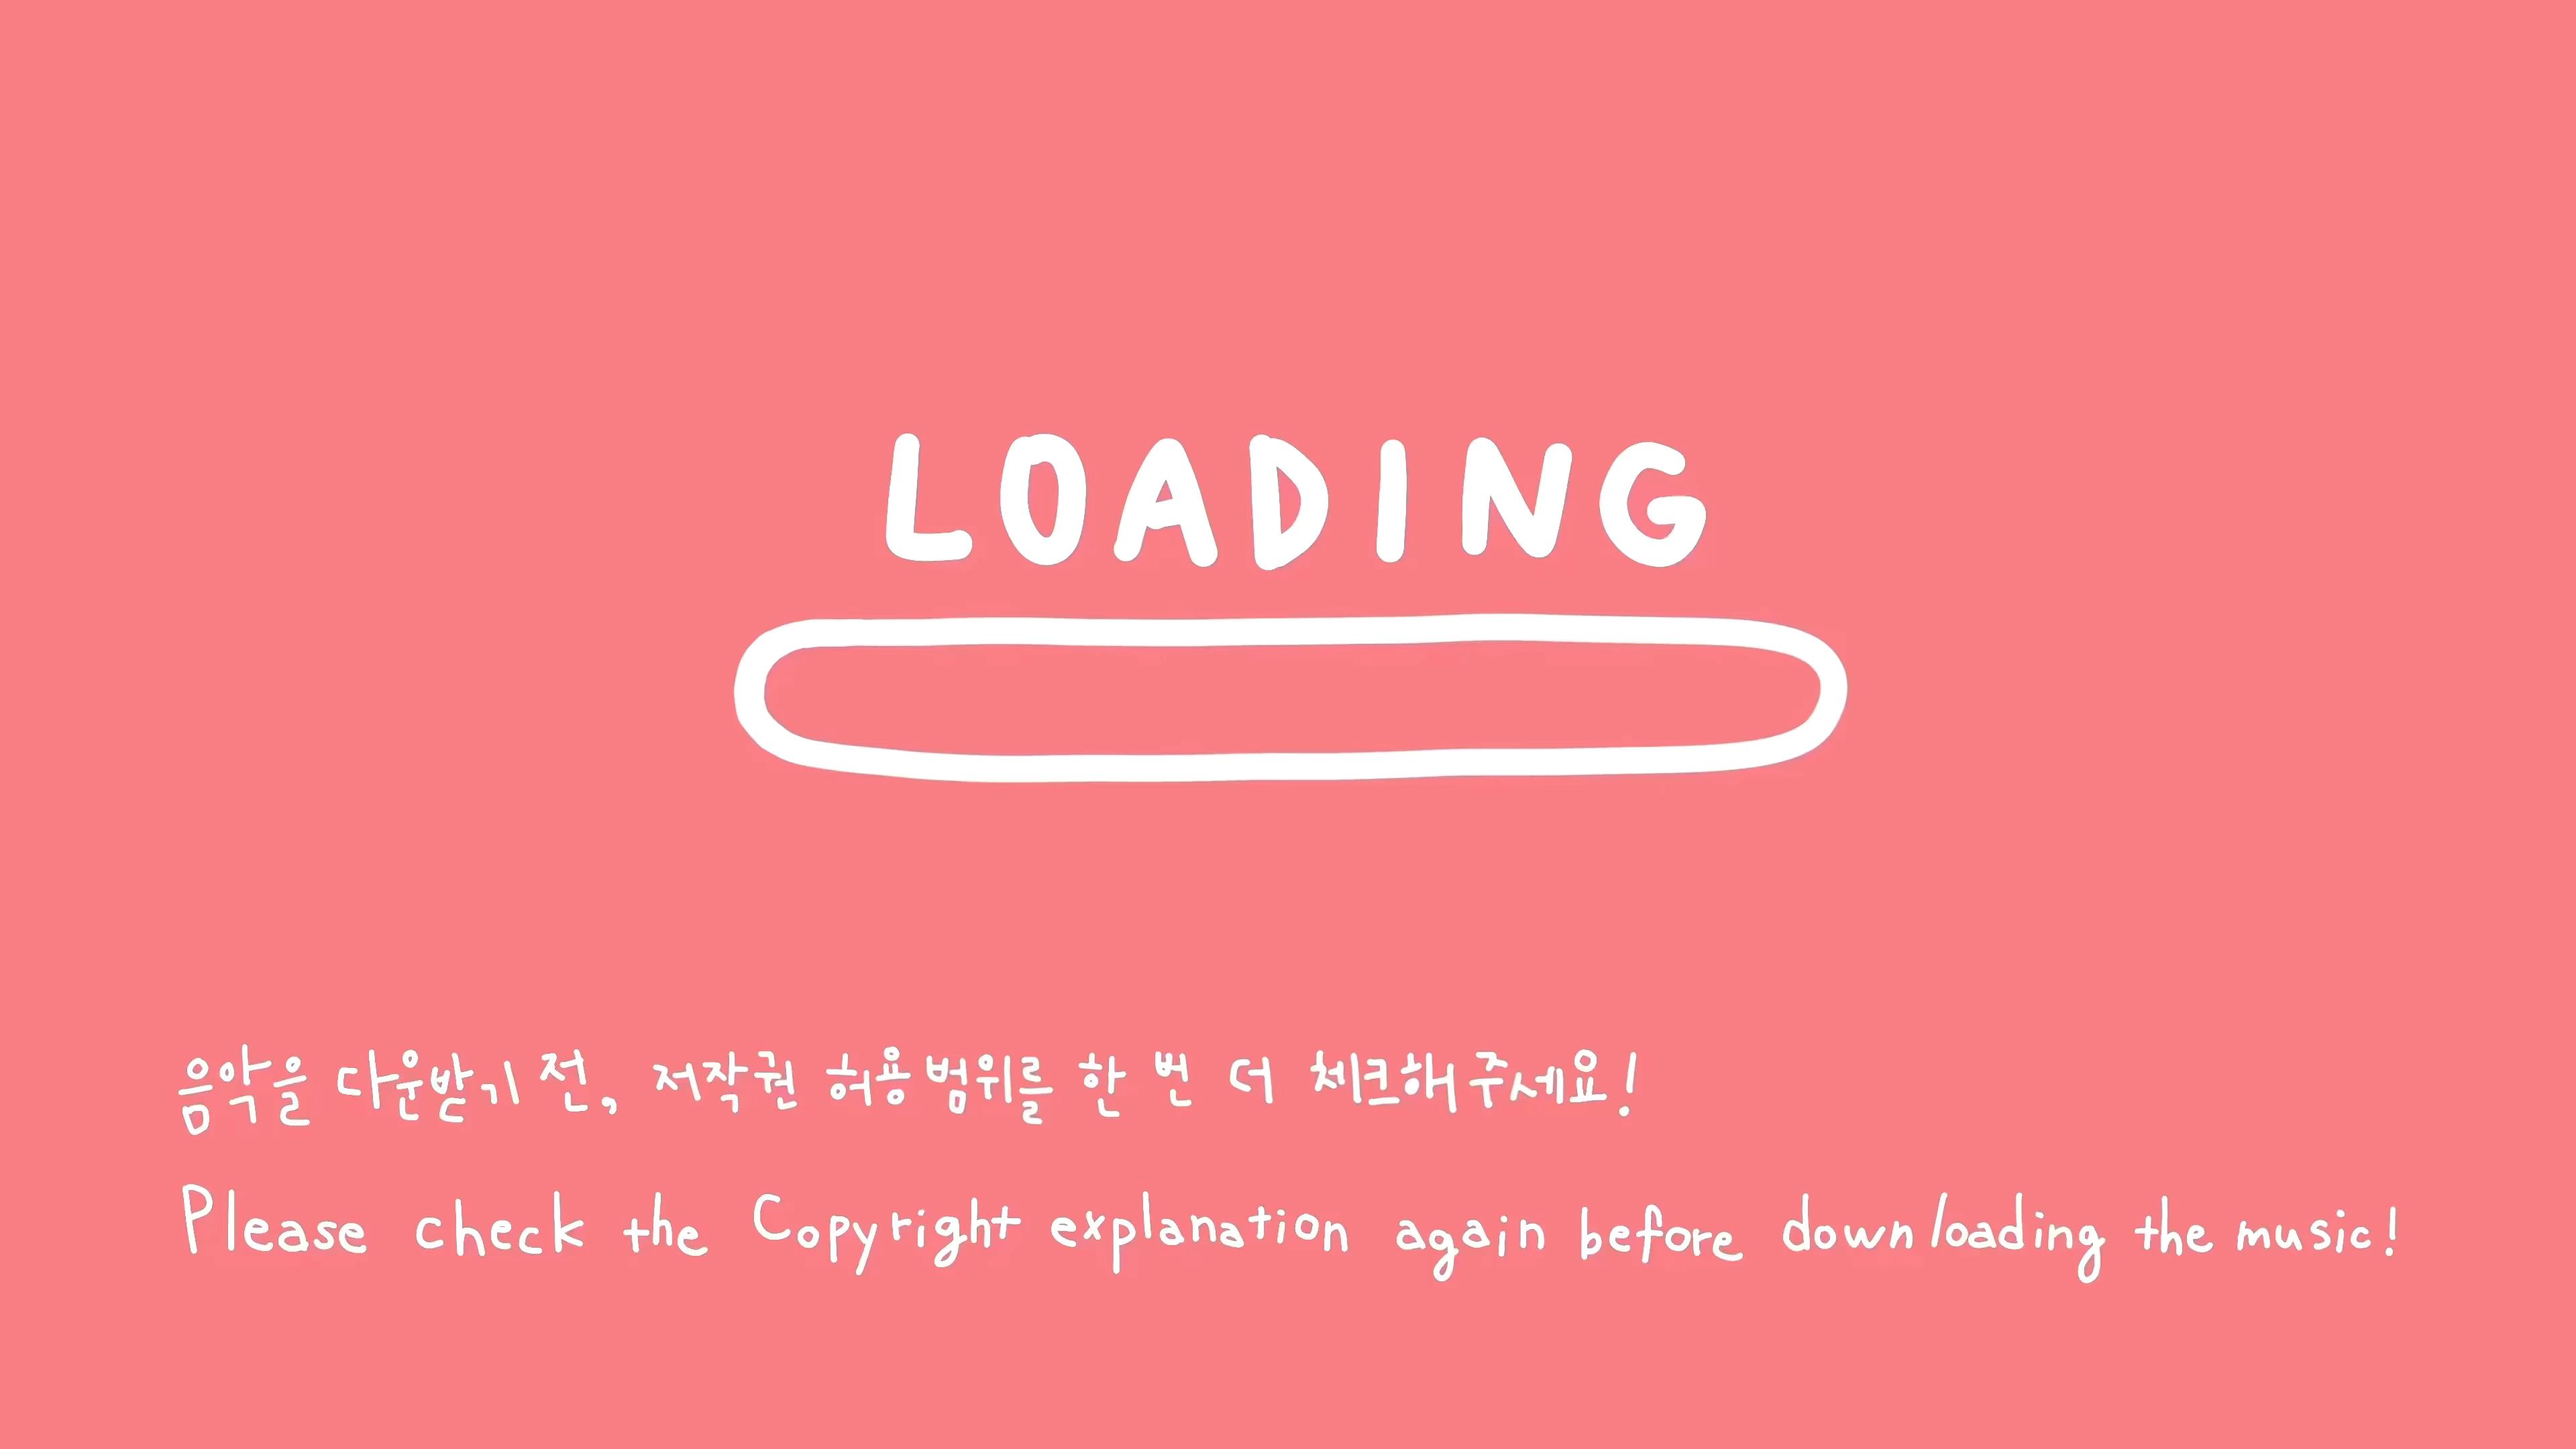 LOADING
음악을 다운받기 전, 저작권 허용범위를 한 번 더 체크해주세요!
Please check the Copyright explanation again before downloading the music!